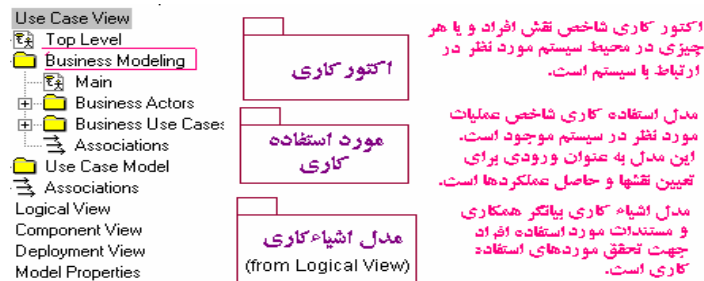 Use Case View
Top Level
Business Modeling
Main
Business Actors
Business Use Cases
Associations
Use Case Model
Associations
Logical View
Component View
Deployment View
Model Properties
اکتور کاری
مورد استفاده
کاری
مدل اشیاء کاری
(from Logical View)
اکتور کاری شاخص نقش افراد و یا هر
چیزی در محیط سیستم مورد نظر در
ارتباط با سیستم است.
مدل استفاده کاری شاخص عملیات
مورد نظر در سیستم موجود است.
این مدل به عنوان ورودی برای
تعیین نقشها و حاصل عملکردها است.
مدل اشیاء کاری بیانگر همکاری
و مستندات مورد استفاده افراد
جهت تحقق موردهای استفاده
کاری است.